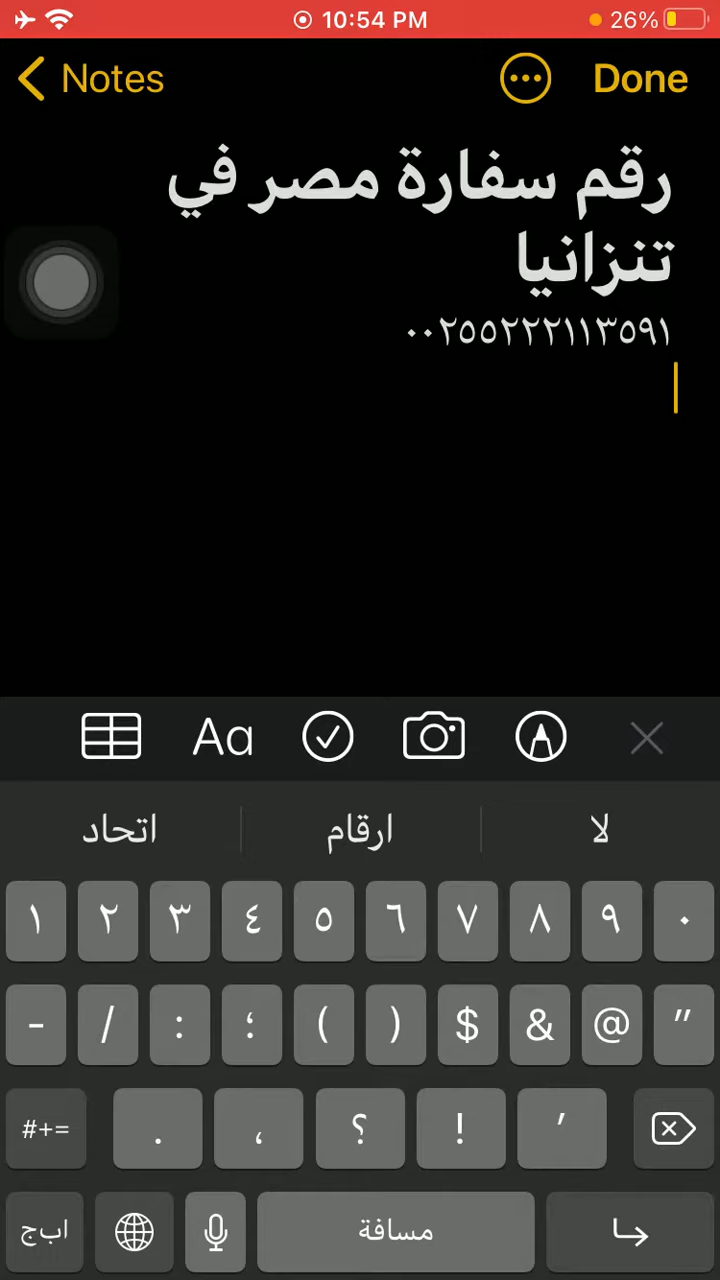 10:54 PM
26%
Notes
Done
رقم سفارة مصر في
تنزانيا
٠٠٢٥٥٢٢٢١١٣٥٩١
Aa
اتحاد
ارقام
لا
١ ٢ ٣ ٤ ٥ ٦ ٧ ٨ ٩ ٠
- / : ؛ ( ) $ & @ "
#+= . ، ؟ ! '
اب ج
مسافة